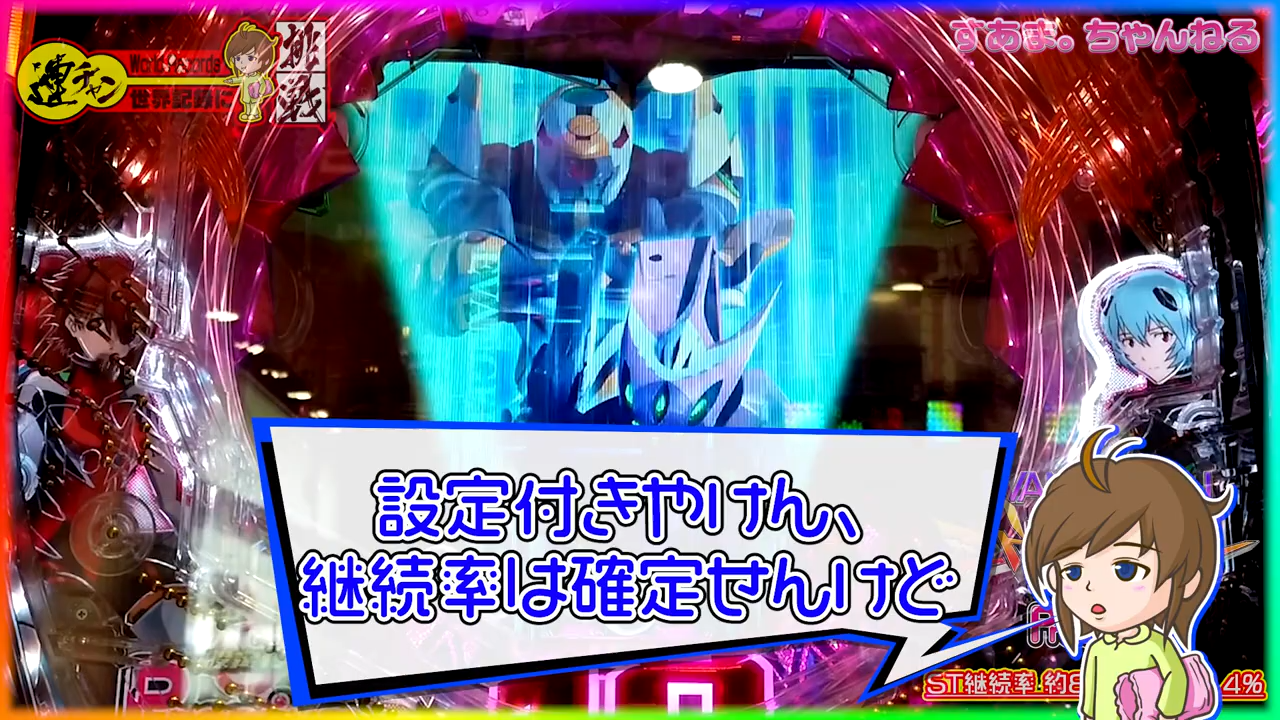 すあま。ちゃんねる
連チャン
世界記録に
挑戦
設定付きやけん、
継続率は確定せんけど
ST継続率 約8
4%